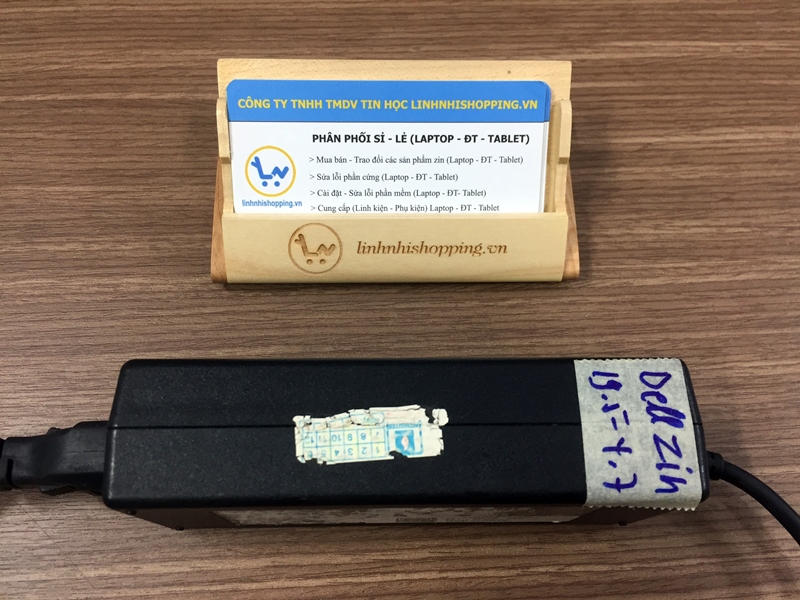 CÔNG TY TNHH TMDV TIN HỌC LINHNHISHOPPING.VN
PHÂN PHỐI SỈ - LẺ (LAPTOP - ĐT - TABLET)
> Mua bán - Trao đổi các sản phẩm zin (Laptop - ĐT - Tablet)
> Sửa lỗi phần cứng (Laptop - ĐT - Tablet)
> Cài đặt - Sửa lỗi phần mềm (Laptop - ĐT- Tablet)
> Cung cấp (Linh kiện - Phụ kiện) Laptop - ĐT - Tablet
linhnhishopping.vn
linhnhishopping.vn
Dell zin
19.5 - 7.7